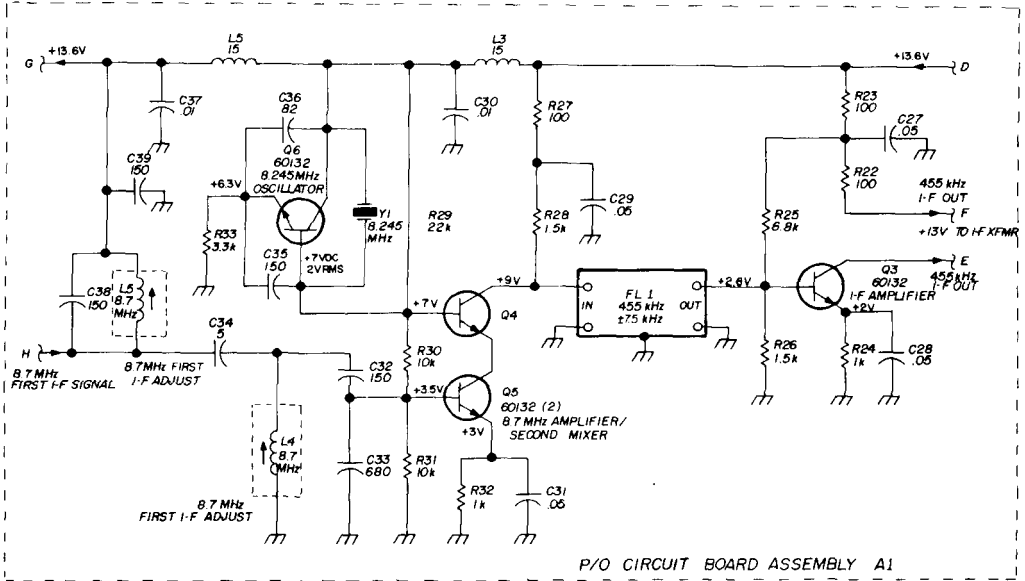 G +13.6V
L5
15
L3
15
+13.6V D
C37
.01
C36
82
C30
.01
R27
100
R23
100
C27
.05
C39
150
Q6
60132
8.245MHz
OSCILLATOR
+6.3V
Y1
8.245
MHz
R29
22k
R28
1.5k
C29
.05
R22
100
455 kHz
I-F OUT
F
+13V TO I-F XFMR
R33
3.3k
C35
150
+7VDC
2VRMS
R25
6.8k
E
455kHz
I-F OUT
Q3
60132
I-F AMPLIFIER
+2V
C38
150
L5
8.7
MHz
+7V
+9V
Q4
IN
FL 1
455 kHz
±7.5 kHz
OUT
+2.8V
C34
5
H
8.7 MHz
FIRST I-F SIGNAL
8.7MHz FIRST
I-F ADJUST
C32
150
R30
10k
+3.5V
Q5
60132 (2)
8.7 MHz AMPLIFIER/
SECOND MIXER
+3V
R26
1.5k
R24
1k
C28
.05
L4
8.7
MHz
C33
680
R31
10k
R32
1k
C31
.05
8.7 MHz
FIRST I-F ADJUST
P/O CIRCUIT BOARD ASSEMBLY A1